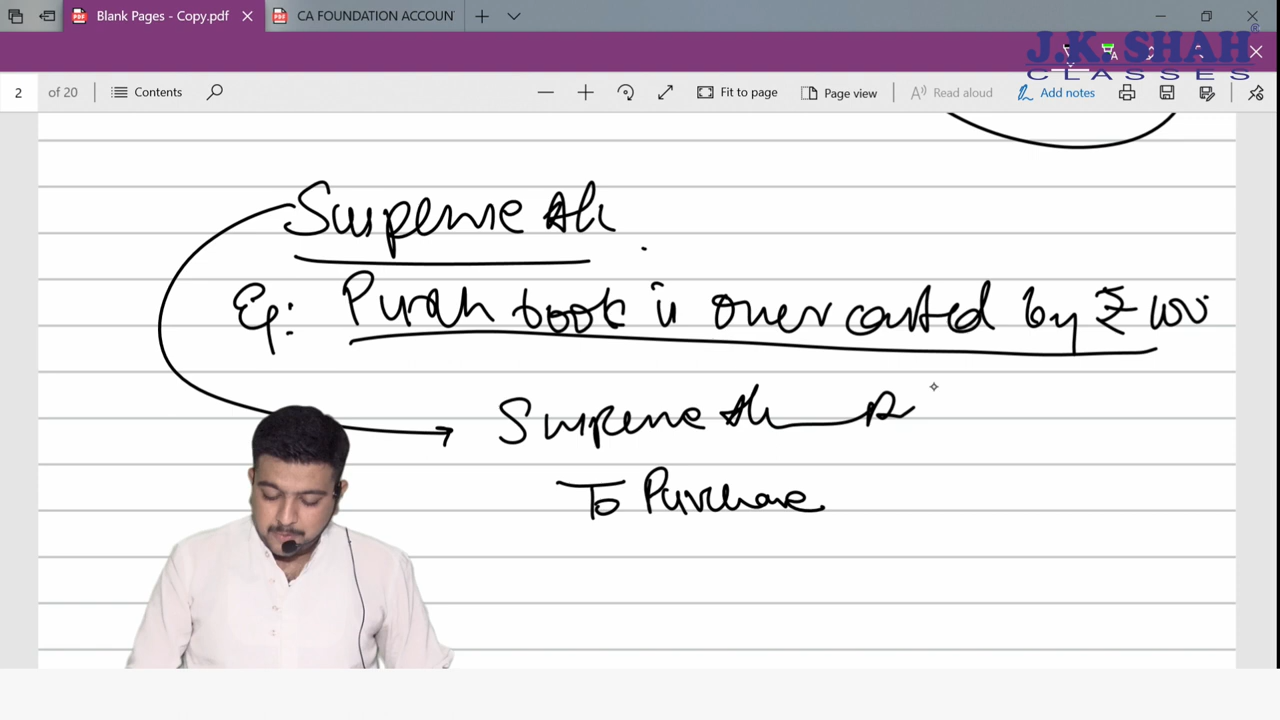 Blank Pages - Copy.pdf
CA FOUNDATION ACCOUNT
J.K. SHAH®
CLASSES
2 of 20 Contents Fit to page Page view Read aloud Add notes
Suspense A/c
Eg: Purch book is overcasted by ₹ 100
Suspense A/c Dr
To Purchase